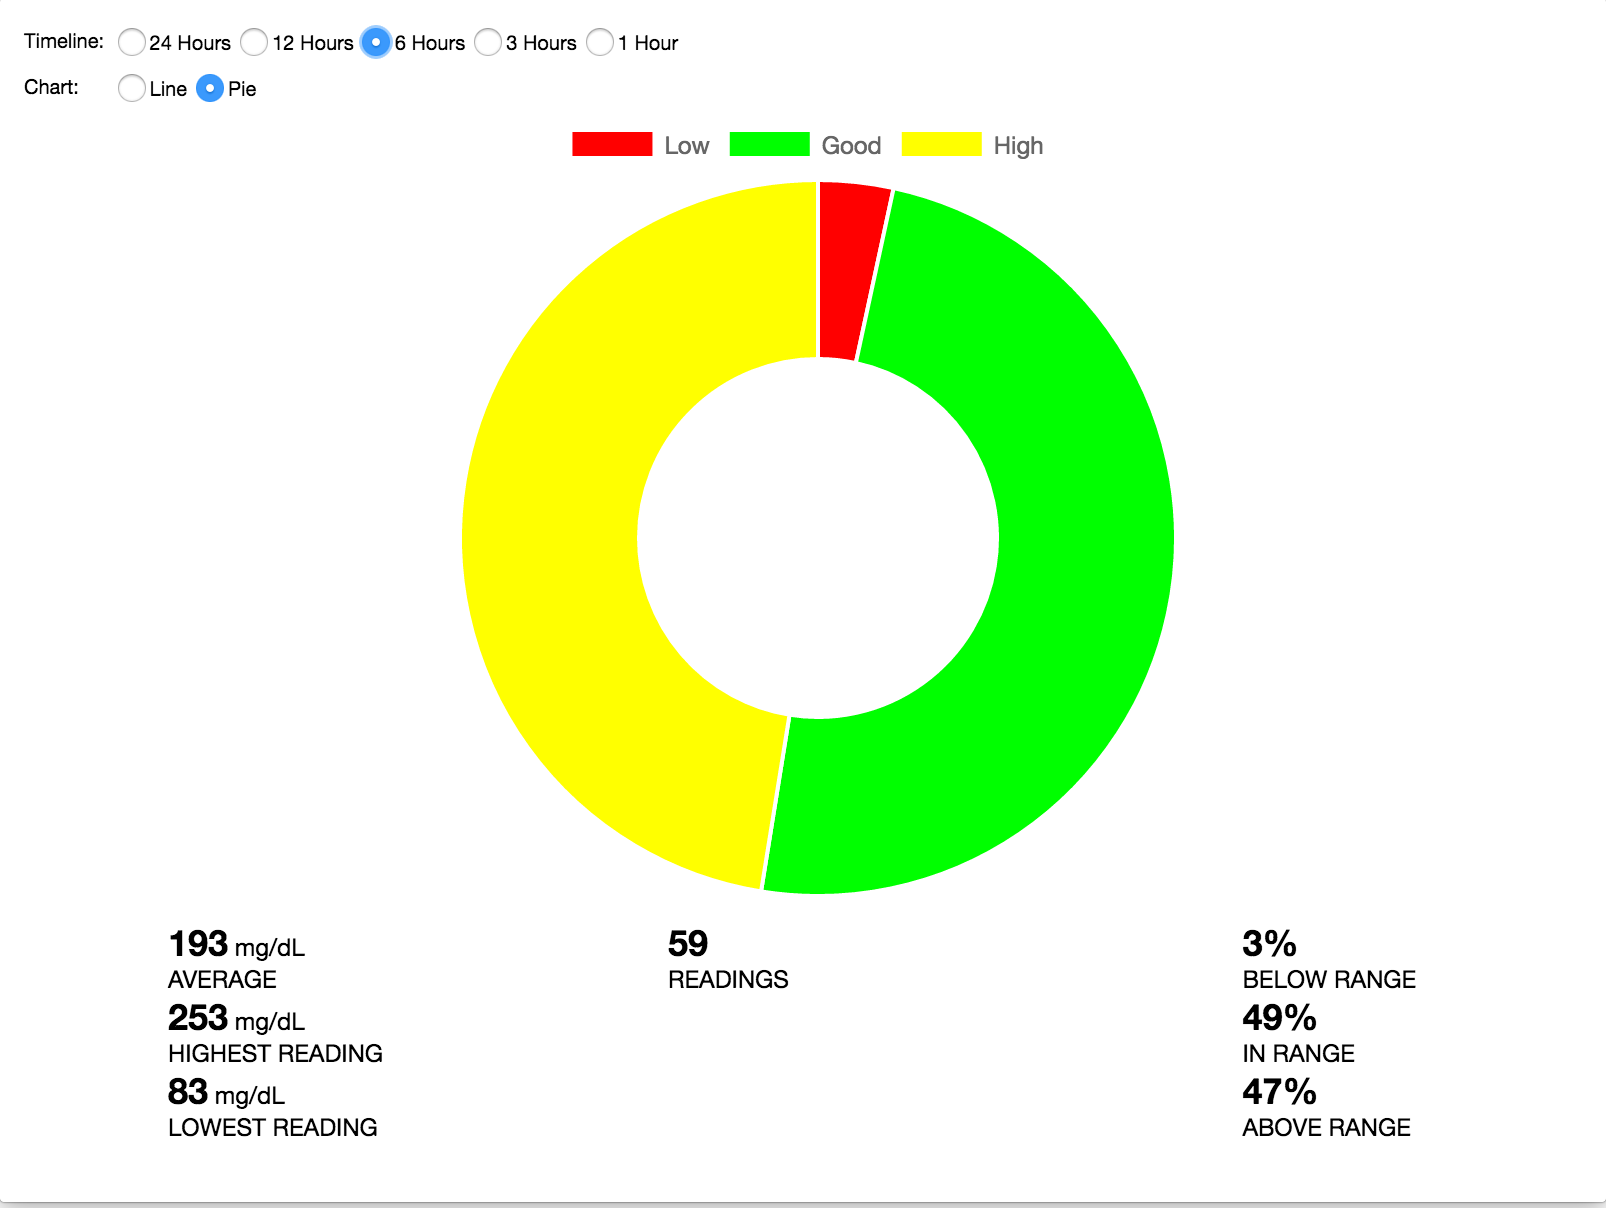 Timeline: 24 Hours 12 Hours 6 Hours 3 Hours 1 Hour
Chart: Line Pie
Low Good High
193 mg/dL
AVERAGE
253 mg/dL
HIGHEST READING
83 mg/dL
LOWEST READING
59
READINGS
3%
BELOW RANGE
49%
IN RANGE
47%
ABOVE RANGE